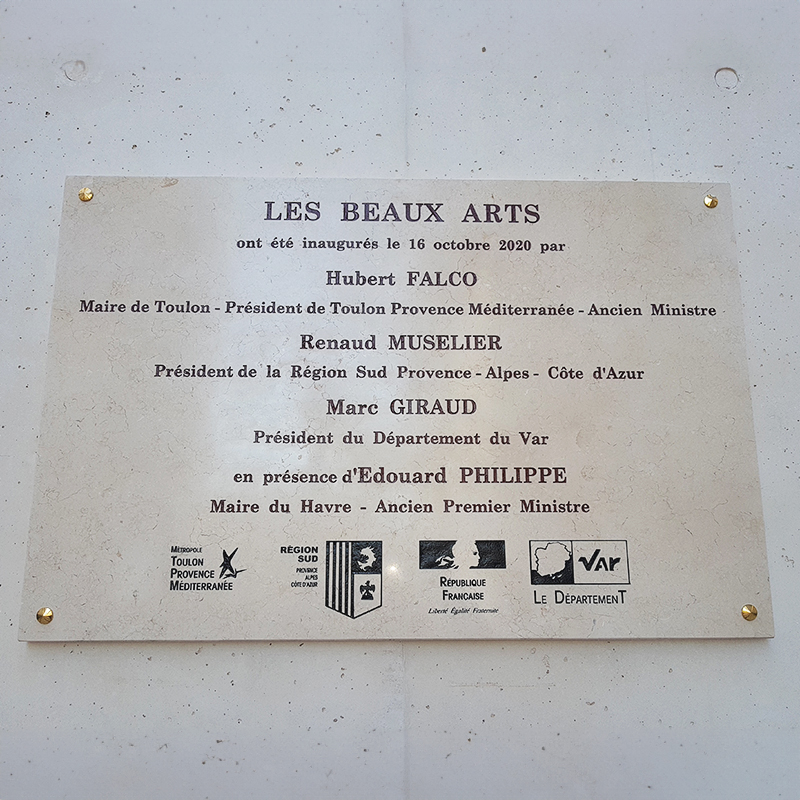 LES BEAUX ARTS
ont été inaugurés le 16 octobre 2020 par
Hubert FALCO
Maire de Toulon - Président de Toulon Provence Méditerranée - Ancien Ministre
Renaud MUSELIER
Président de la Région Sud Provence - Alpes - Côte d'Azur
Marc GIRAUD
Président du Département du Var
en présence d'Edouard PHILIPPE
Maire du Havre - Ancien Premier Ministre
MÉTROPOLE
TOULON
PROVENCE
MÉDITERRANÉE
RÉGION
SUD
PROVENCE
ALPES
CÔTE D'AZUR
RÉPUBLIQUE
FRANÇAISE
Liberté Égalité Fraternité
VAR
LE DÉPARTEMENT